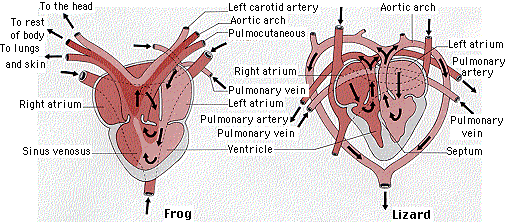 To the head
To rest
of body
To lungs
and skin
Left carotid artery
Aortic arch
Pulmocutaneous
Pulmonary vein
Right atrium
Left atrium
Pulmonary artery
Pulmonary vein
Sinus venosus
Ventricle
Frog
Aortic arch
Left atrium
Right atrium
Pulmonary
artery
Pulmonary
vein
Septum
Lizard